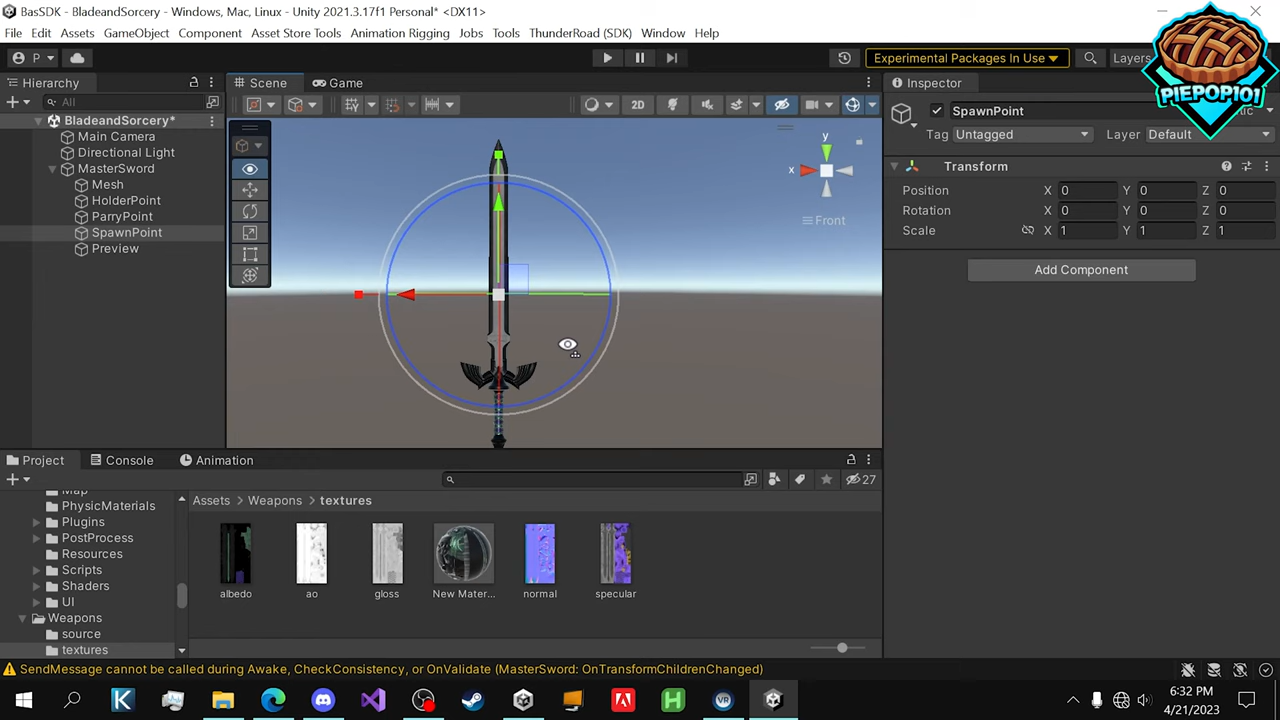 BasSDK - BladeandSorcery - Windows, Mac, Linux - Unity 2021.3.17f1 Personal* <DX11>
File Edit Assets GameObject Component Asset Store Tools Animation Rigging Jobs Tools ThunderRoad (SDK) Window Help
P Experimental Packages In Use Layers
PIEPOP101
Hierarchy Scene Game Inspector
All 2D
BladeandSorcery*
Main Camera
Directional Light
MasterSword
Mesh
HolderPoint
ParryPoint
SpawnPoint
Preview
y
x
Front
SpawnPoint
Tag Untagged Layer Default
Transform
Position X 0 Y 0 Z 0
Rotation X 0 Y 0 Z 0
Scale X 1 Y 1 Z 1
Add Component
Project Console Animation
27
Map
PhysicMaterials
Plugins
PostProcess
Resources
Scripts
Shaders
UI
Weapons
source
textures
Assets > Weapons > textures
albedo ao gloss New Mater... normal specular
SendMessage cannot be called during Awake, CheckConsistency, or OnValidate (MasterSword: OnTransformChildrenChanged)
6:32 PM
4/21/2023